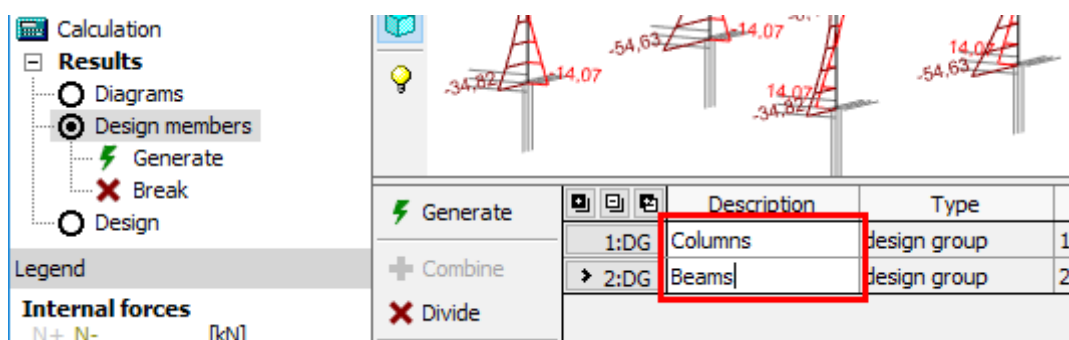 Calculation
Results
Diagrams
Design members
Generate
Break
Design
Legend
Internal forces
N+ N- [kN]
-34,82
-14,07
-54,63
-14,07
14,07
-34,82
14,07
-54,63
Generate
Combine
Divide
Description Type
1:DG Columns design group 1
2:DG Beams design group 2